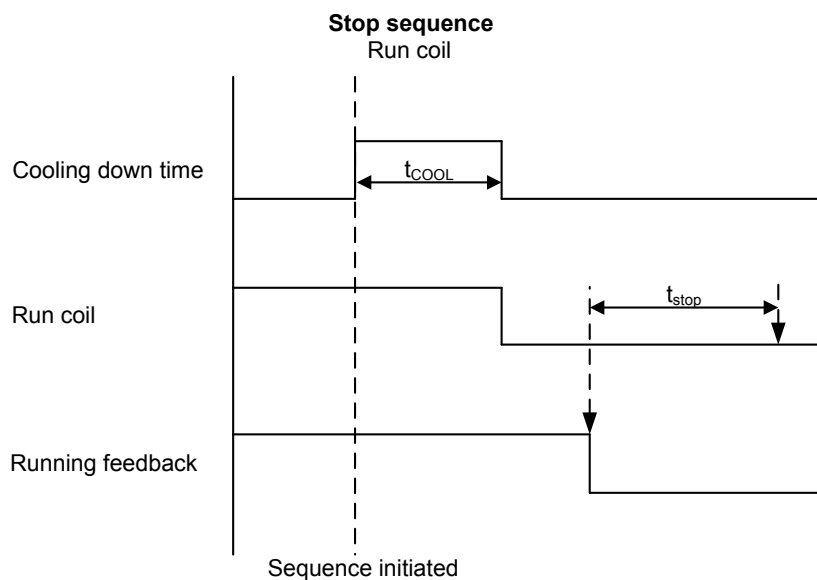 Stop sequence
Run coil
Cooling down time
tCOOL
Run coil
tstop
Running feedback
Sequence initiated